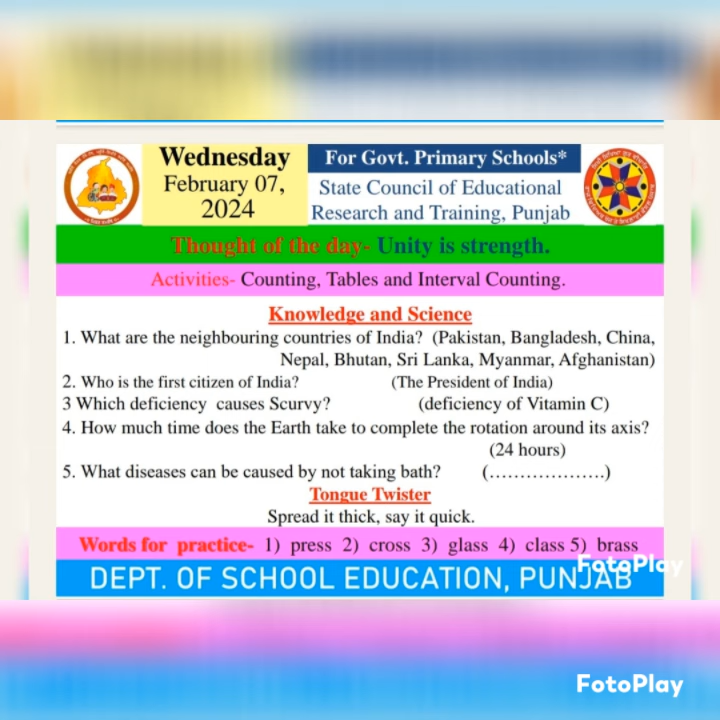 Wednesday
February 07,
2024
For Govt. Primary Schools*
State Council of Educational
Research and Training, Punjab
Thought of the day- Unity is strength.
Activities- Counting, Tables and Interval Counting.
Knowledge and Science
1. What are the neighbouring countries of India? (Pakistan, Bangladesh, China,
Nepal, Bhutan, Sri Lanka, Myanmar, Afghanistan)
2. Who is the first citizen of India? (The President of India)
3 Which deficiency causes Scurvy? (deficiency of Vitamin C)
4. How much time does the Earth take to complete the rotation around its axis?
(24 hours)
5. What diseases can be caused by not taking bath? (………………..)
Tongue Twister
Spread it thick, say it quick.
Words for practice- 1) press 2) cross 3) glass 4) class 5) brass
FotoPlay
DEPT. OF SCHOOL EDUCATION, PUNJAB
FotoPlay